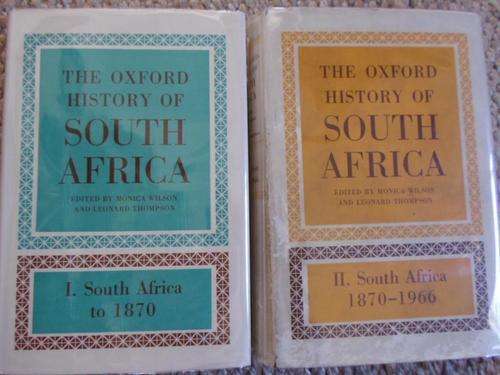 THE OXFORD
HISTORY OF
SOUTH
AFRICA
EDITED BY MONICA WILSON
AND LEONARD THOMPSON
I. South Africa
to 1870
THE OXFORD
HISTORY OF
SOUTH
AFRICA
EDITED BY MONICA WILSON
AND LEONARD THOMPSON
II. South Africa
1870–1966